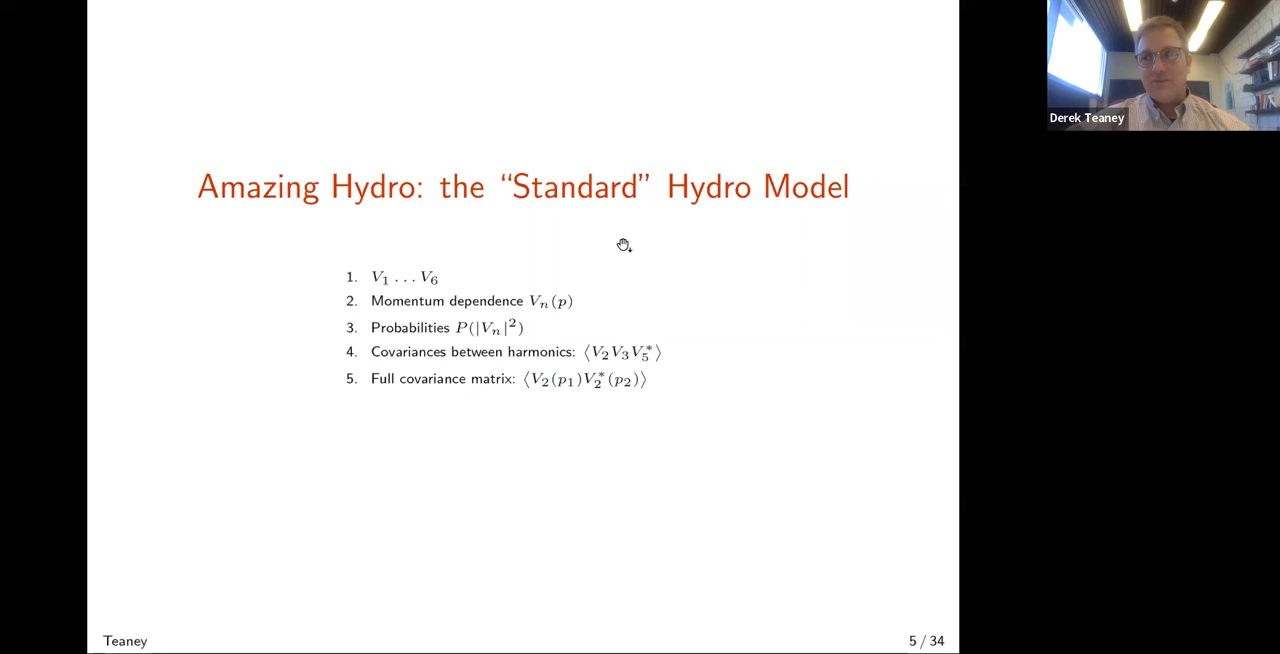 Derek Teaney
Amazing Hydro: the “Standard” Hydro Model
1. V₁ . . . V₆
2. Momentum dependence Vₙ(p)
3. Probabilities P(|Vₙ|²)
4. Covariances between harmonics: ⟨V₂V₃V₅*⟩
5. Full covariance matrix: ⟨V₂(p₁)V₂*(p₂)⟩
Teaney
5 / 34